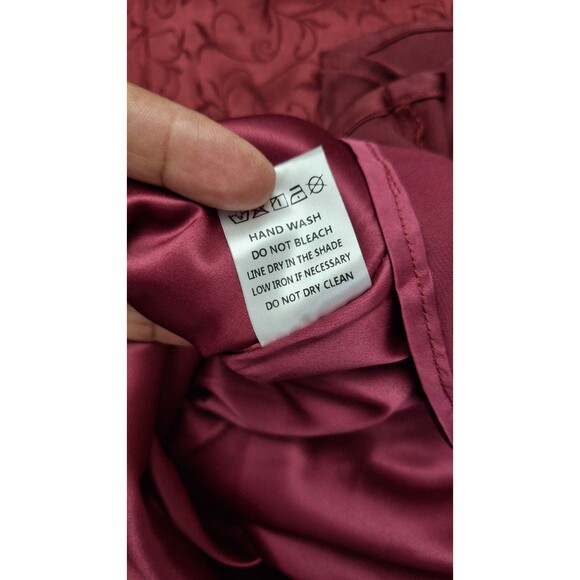 HAND WASH
DO NOT BLEACH
LINE DRY IN THE SHADE
LOW IRON IF NECESSARY
DO NOT DRY CLEAN